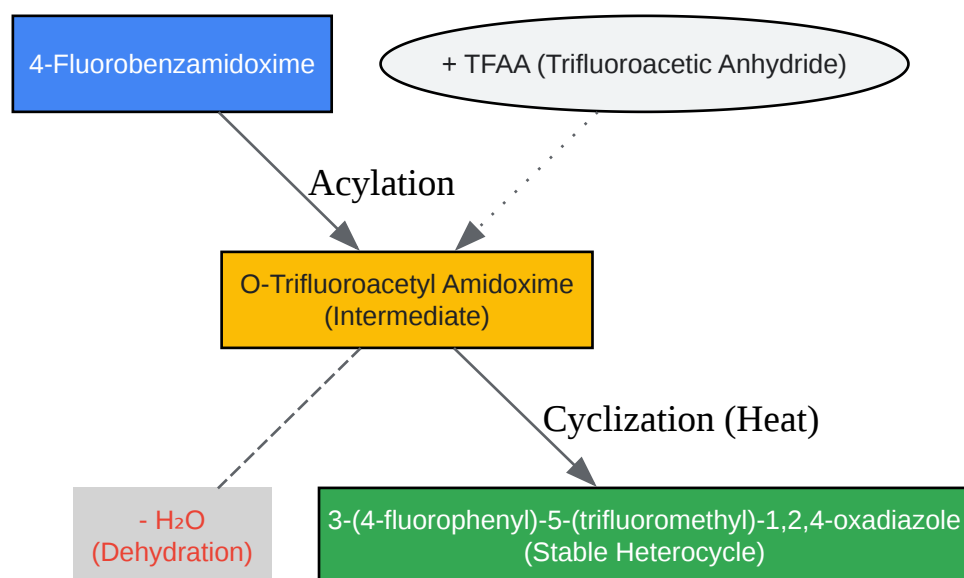 4-Fluorobenzamidoxime
+ TFAA (Trifluoroacetic Anhydride)
Acylation
O-Trifluoroacetyl Amidoxime
(Intermediate)
Cyclization (Heat)
- H₂O
(Dehydration)
3-(4-fluorophenyl)-5-(trifluoromethyl)-1,2,4-oxadiazole
(Stable Heterocycle)